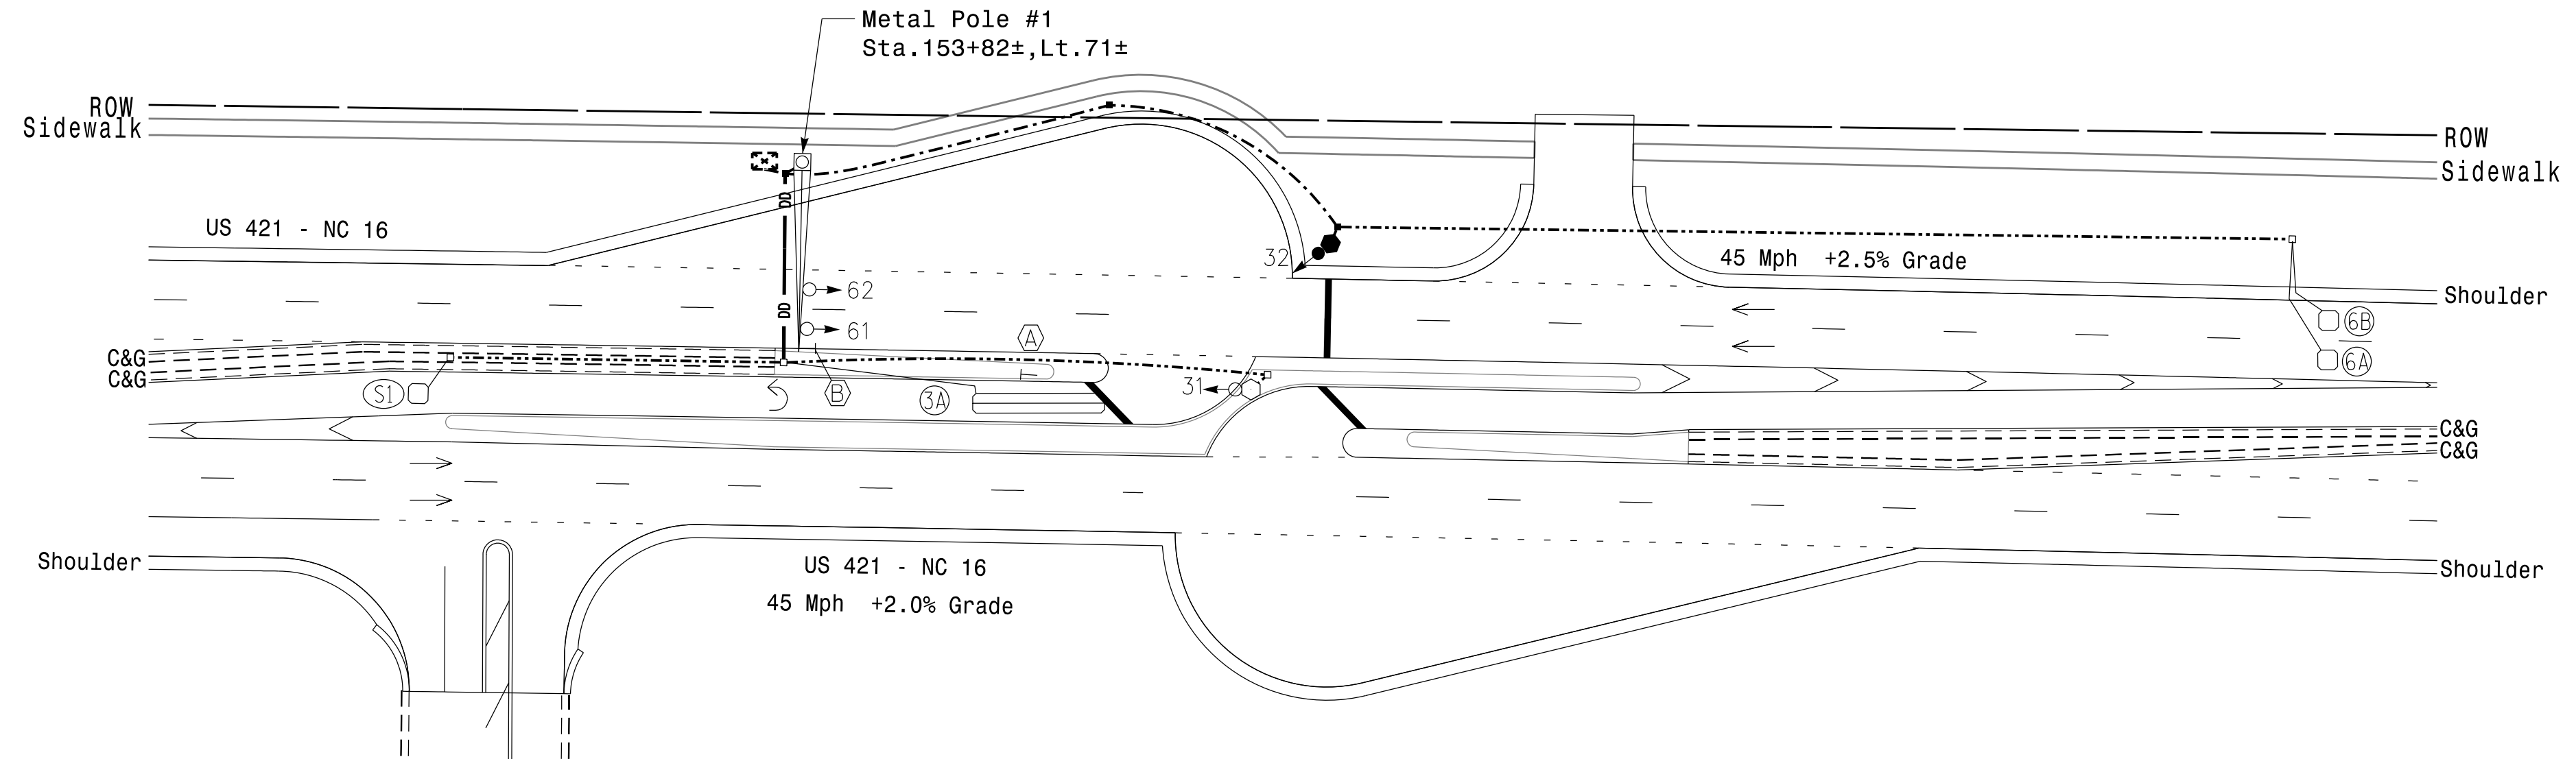 Metal Pole #1
Sta.153+82±,Lt.71±
ROW
Sidewalk
ROW
Sidewalk
US 421 - NC 16
DD
32
45 Mph +2.5% Grade
62
DD
61
A
Shoulder
6B
6A
C&G
C&G
S1
B
3A
31
C&G
C&G
Shoulder
US 421 - NC 16
45 Mph +2.0% Grade
Shoulder